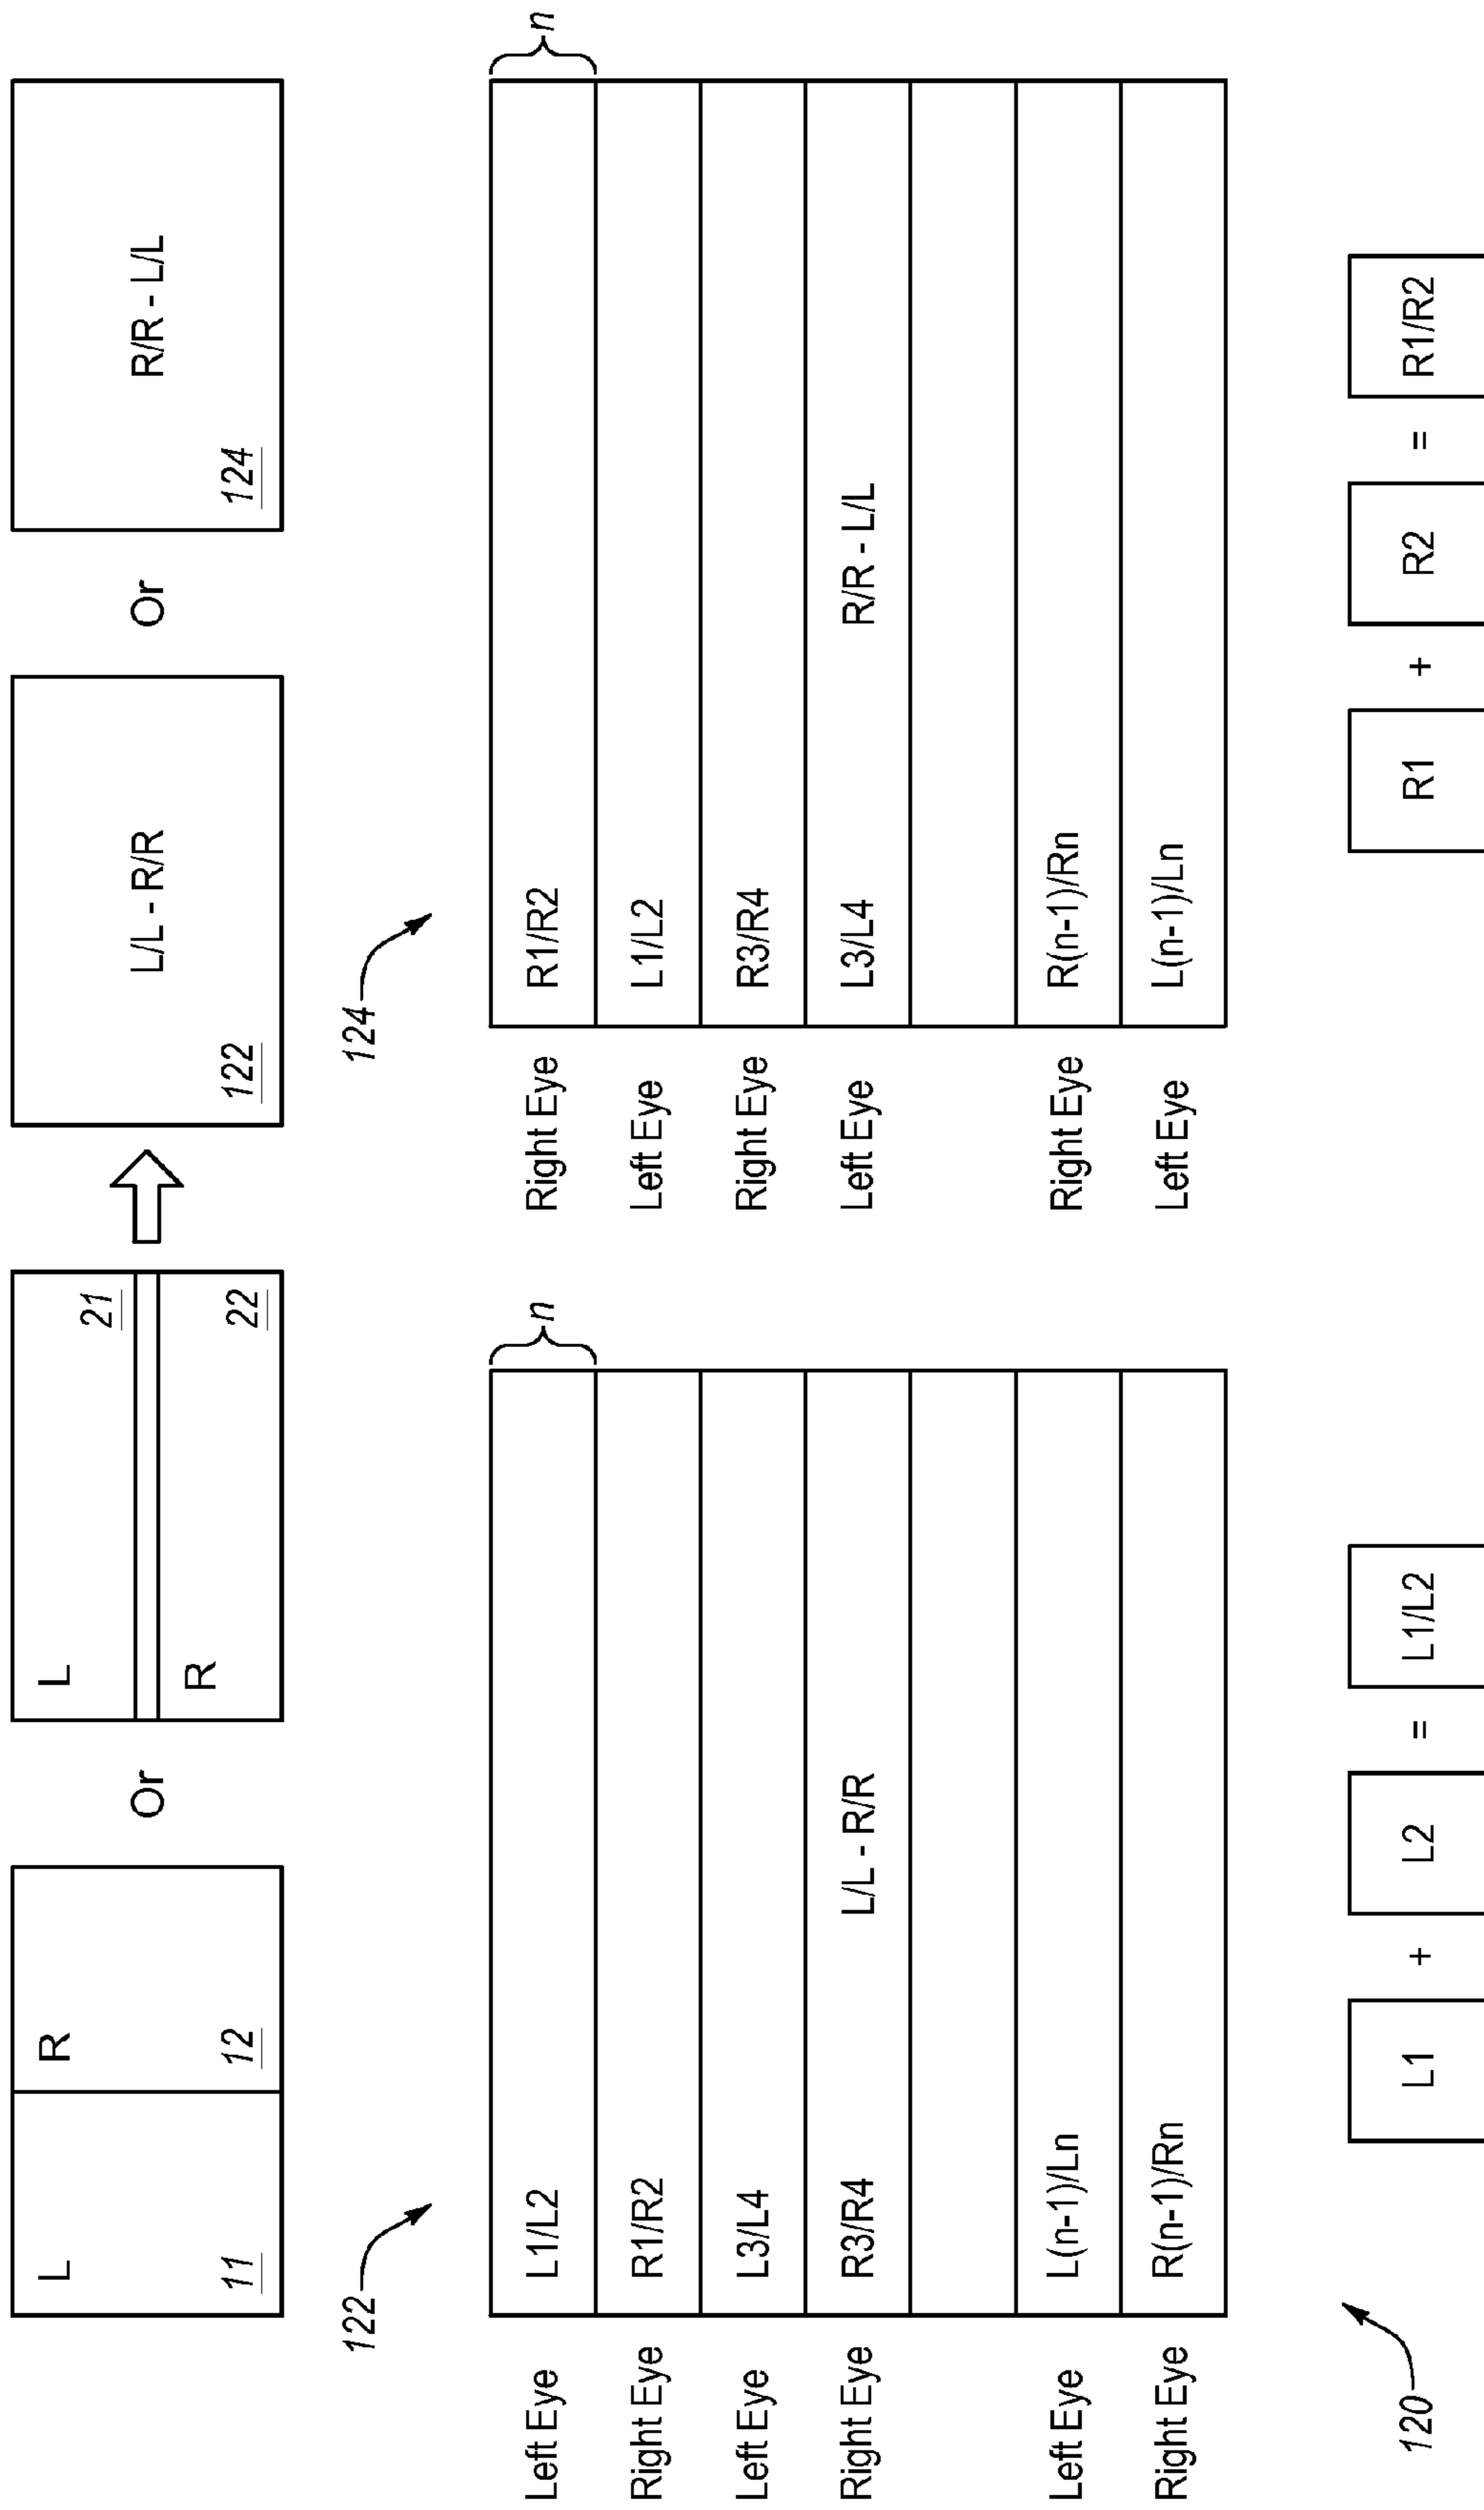 L
11
R
12
Or
L
21
R
22
L/L - R/R
122
Or
R/R - L/L
124
122
n
Left Eye
L1/L2
Right Eye
R1/R2
Left Eye
L3/L4
Right Eye
R3/R4
L/L - R/R
Left Eye
L(n-1)/Ln
Right Eye
R(n-1)/Rn
124
n
Right Eye
R1/R2
Left Eye
L1/L2
Right Eye
R3/R4
Left Eye
L3/L4
R/R - L/L
Right Eye
R(n-1)/Rn
Left Eye
L(n-1)/Ln
120
L1 + L2 = L1/L2
R1 + R2 = R1/R2